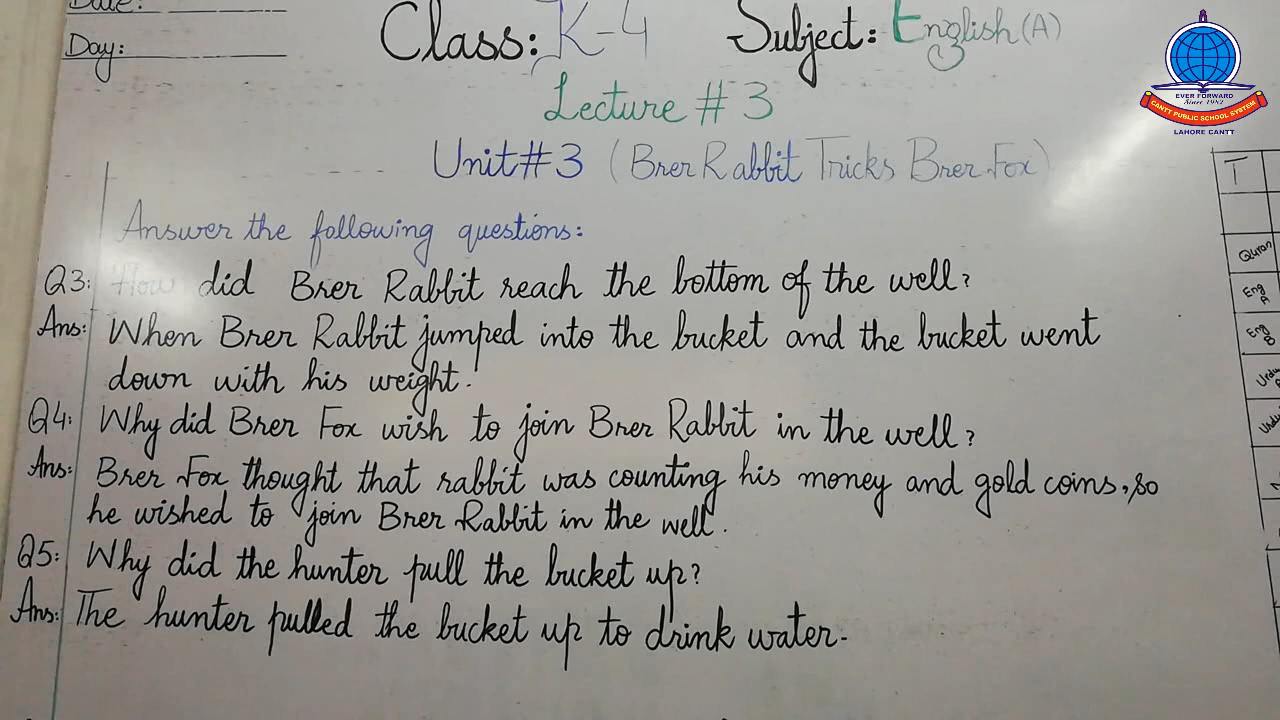 Date:
Day:
Class: K-4 Subject: English (A)
EVER FORWARD
Since 1982
CANTT PUBLIC SCHOOL SYSTEM
LAHORE CANTT
Lecture # 3
Unit # 3 (Brer Rabbit Tricks Brer Fox)
Answer the following questions:
Q3: How did Brer Rabbit reach the bottom of the well?
Ans: When Brer Rabbit jumped into the bucket and the bucket went
down with his weight.
Q4: Why did Brer Fox wish to join Brer Rabbit in the well?
Ans: Brer Fox thought that rabbit was counting his money and gold coins, so
he wished to join Brer Rabbit in the well.
Q5: Why did the hunter pull the bucket up?
Ans: The hunter pulled the bucket up to drink water.
T
Quran
Eng A
Eng B
Urdu
Urdu